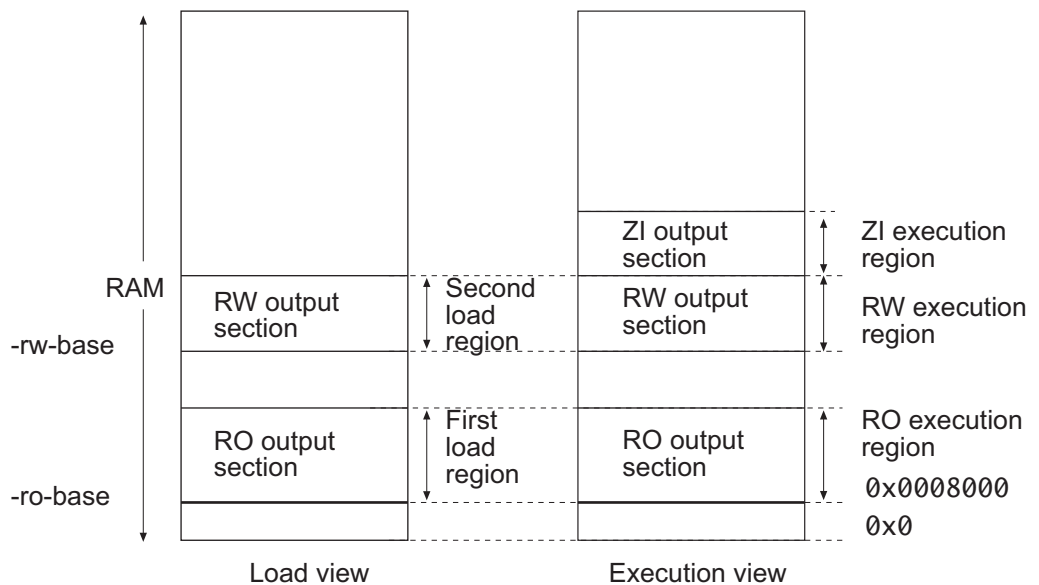 ZI output
section
ZI execution
region
RAM
RW output
section
Second
load
region
RW output
section
RW execution
region
-rw-base
RO output
section
First
load
region
RO output
section
RO execution
region
-ro-base
0x0008000
0x0
Load view
Execution view